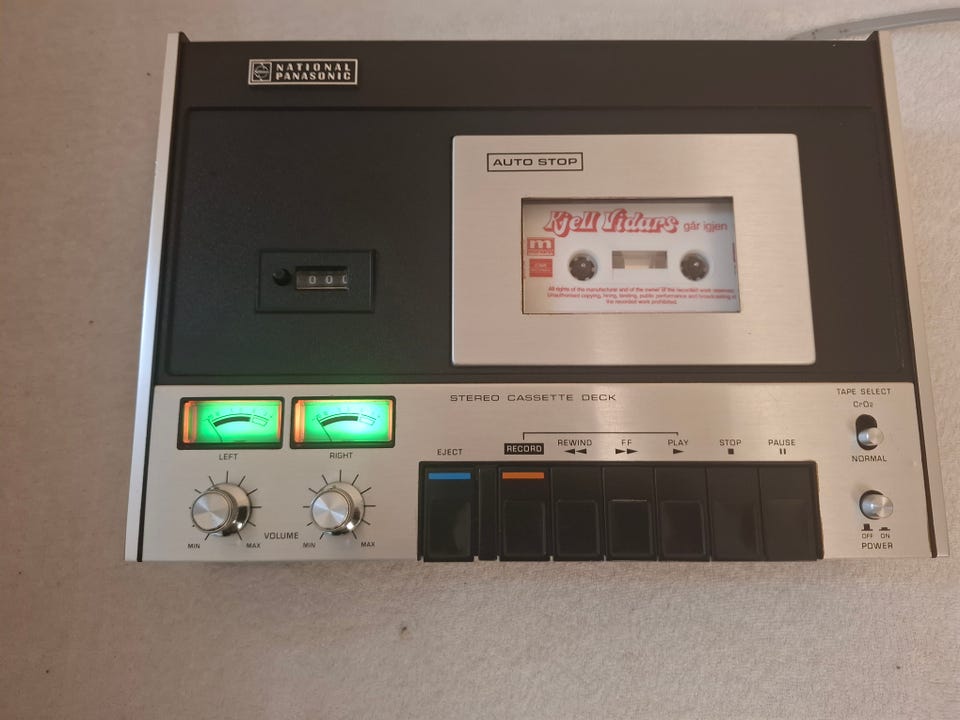 NATIONAL
PANASONIC
AUTO STOP
Kjell Vidars går igjen
m
All rights of the manufacturer and of the owner of the recorded work reserved.
Unauthorised copying, hiring, lending, public performance and broadcasting of
the recorded work prohibited.
000
STEREO CASSETTE DECK
TAPE SELECT
CrO2
NORMAL
LEFT
RIGHT
EJECT
RECORD
REWIND
FF
PLAY
STOP
PAUSE
MIN
MAX
VOLUME
MIN
MAX
OFF ON
POWER